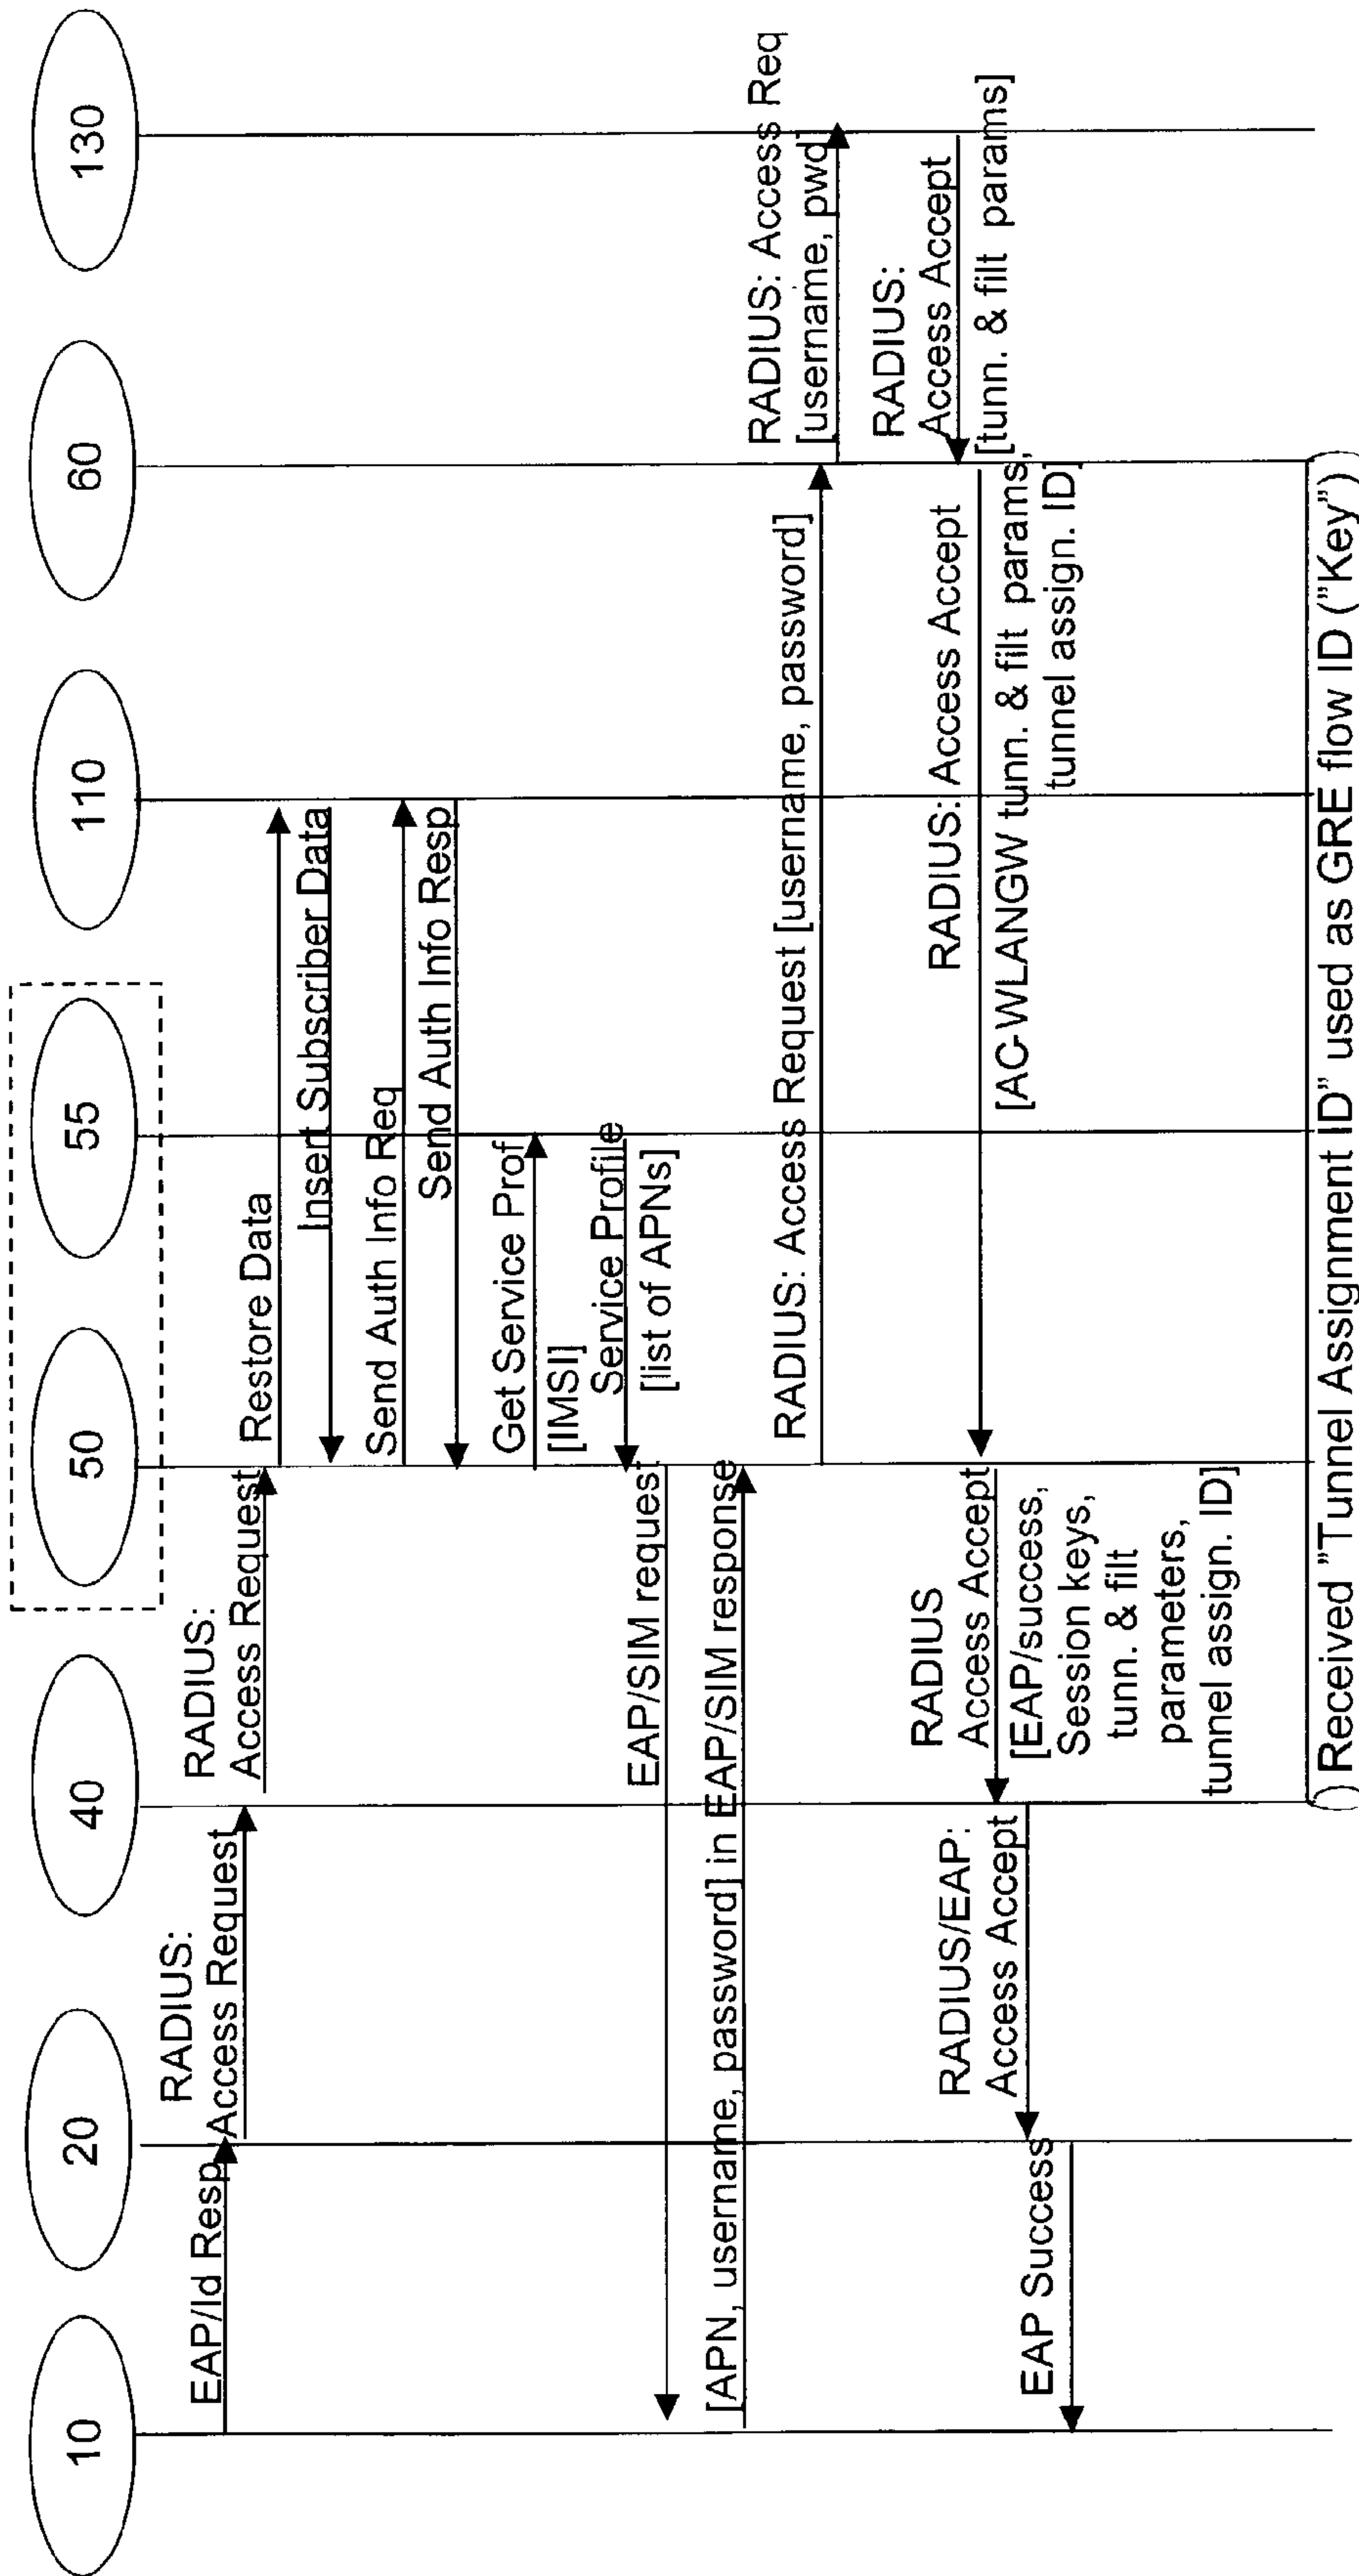 10
20
40
50
55
110
60
130
EAP/Id Resp
RADIUS:
Access Request
RADIUS:
Access Request
Restore Data
Insert Subscriber Data
Send Auth Info Req
Send Auth Info Resp
Get Service Prof
[IMSI]
Service Profile
[list of APNs]
EAP/SIM request
[APN, username, password] in EAP/SIM response
RADIUS: Access Request [username, password]
RADIUS: Access Req
[username, pwd]
RADIUS:
Access Accept
[tunn. & filt params]
RADIUS: Access Accept
[AC-WLANGW tunn. & filt params,
tunnel assign. ID]
RADIUS
Access Accept
[EAP/success,
Session keys,
tunn. & filt
parameters,
tunnel assign. ID]
RADIUS/EAP:
Access Accept
EAP Success
() Received "Tunnel Assignment ID" used as GRE flow ID ("Key") ()